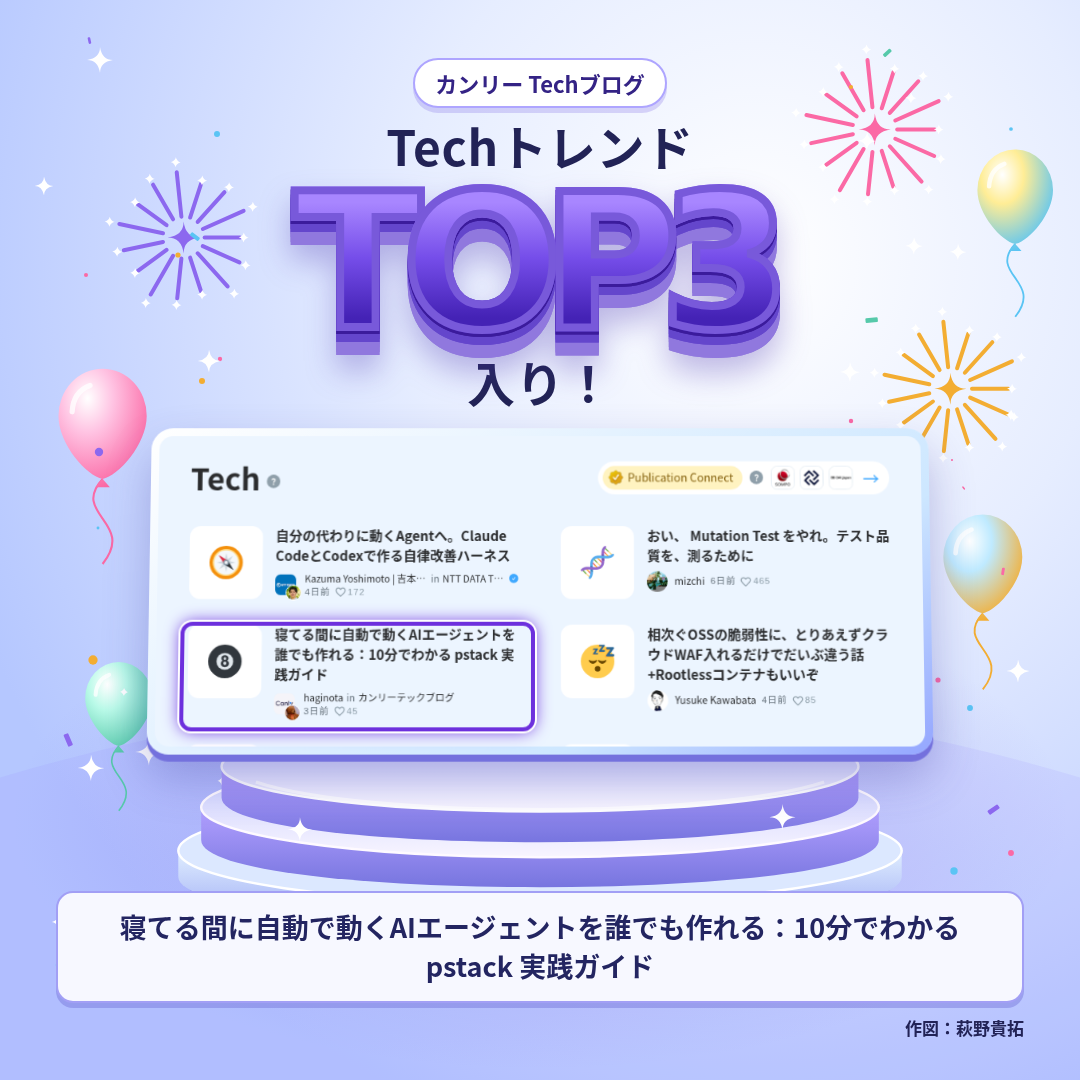 カンリー Techブログ
Techトレンド
TOP3
入り！
Tech ?
Publication Connect ?
自分の代わりに動くAgentへ。Claude
CodeとCodexで作る自律改善ハーネス
Kazuma Yoshimoto | 吉本… in NTT DATA T…
4日前 172
おい、 Mutation Test をやれ。テスト品
質を、測るために
mizchi 6日前 465
8
寝てる間に自動で動くAIエージェントを
誰でも作れる：10分でわかる pstack 実
践ガイド
haginota in カンリーテックブログ
3日前 45
相次ぐOSSの脆弱性に、とりあえずクラ
ウドWAF入れるだけでだいぶ違う話
+Rootlessコンテナもいいぞ
Yusuke Kawabata 4日前 85
寝てる間に自動で動くAIエージェントを誰でも作れる：10分でわかる
pstack 実践ガイド
作図：萩野貴拓